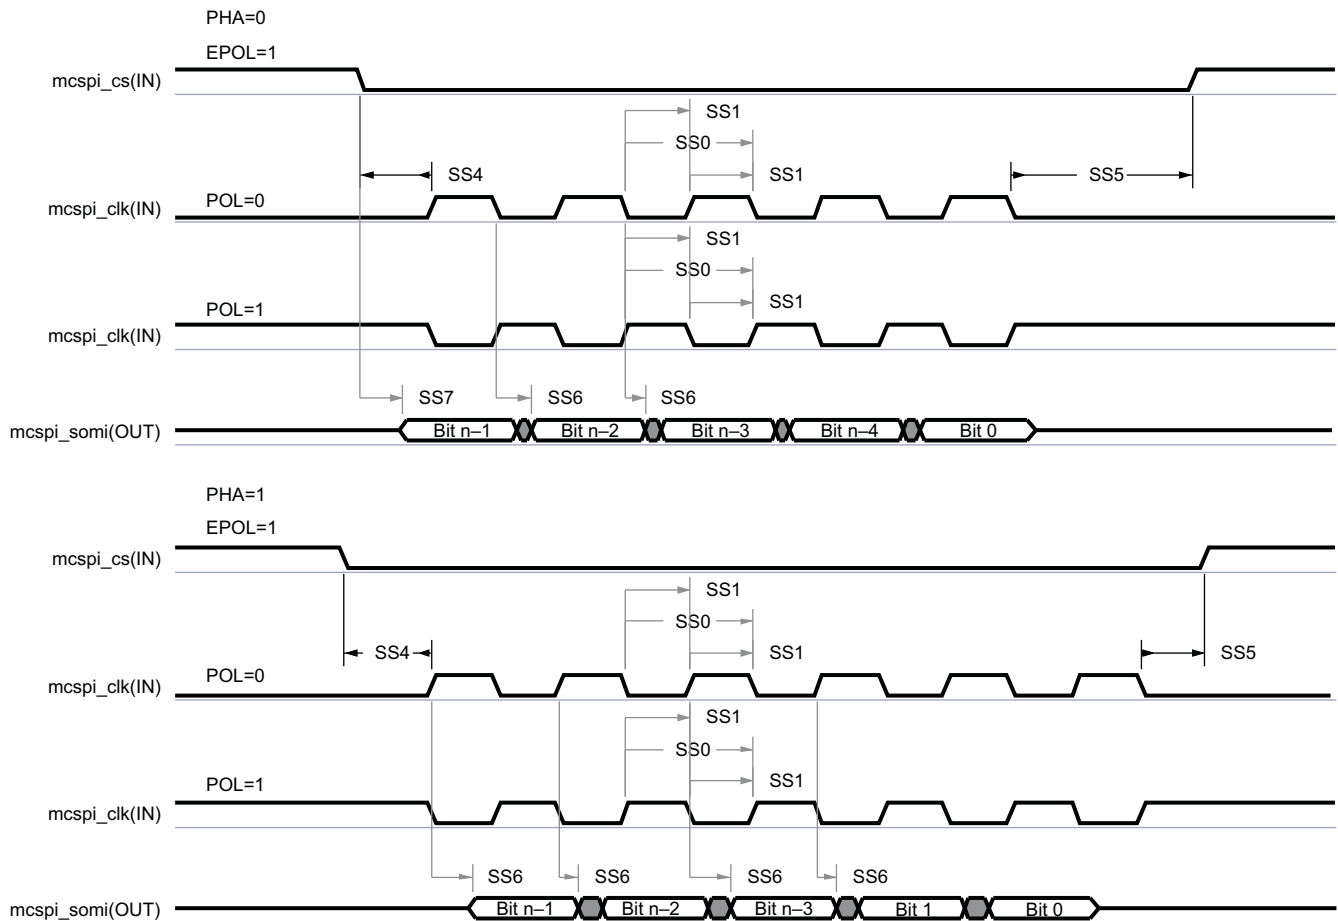 PHA=0
EPOL=1
mcspi_cs(IN)
SS1
SS0
SS4
SS1
SS5
POL=0
mcspi_clk(IN)
SS1
SS0
SS1
POL=1
mcspi_clk(IN)
SS7
SS6
SS6
mcspi_somi(OUT)
Bit n–1
Bit n–2
Bit n–3
Bit n–4
Bit 0
PHA=1
EPOL=1
mcspi_cs(IN)
SS1
SS0
SS4
SS1
SS5
POL=0
mcspi_clk(IN)
SS1
SS0
SS1
POL=1
mcspi_clk(IN)
SS6
SS6
SS6
SS6
mcspi_somi(OUT)
Bit n–1
Bit n–2
Bit n–3
Bit 1
Bit 0